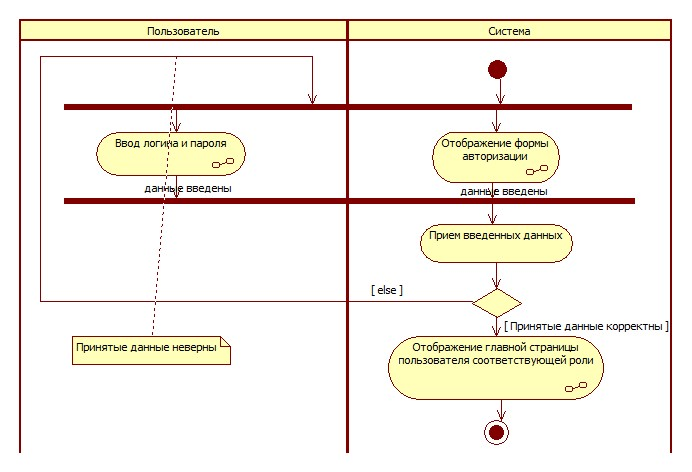 Пользователь
Система
Ввод логина и пароля
Отображение формы
авторизации
данные введены
данные введены
Прием введенных данных
[ else ]
[ Принятые данные корректны ]
Принятые данные неверны
Отображение главной страницы
пользователя соответствующей роли